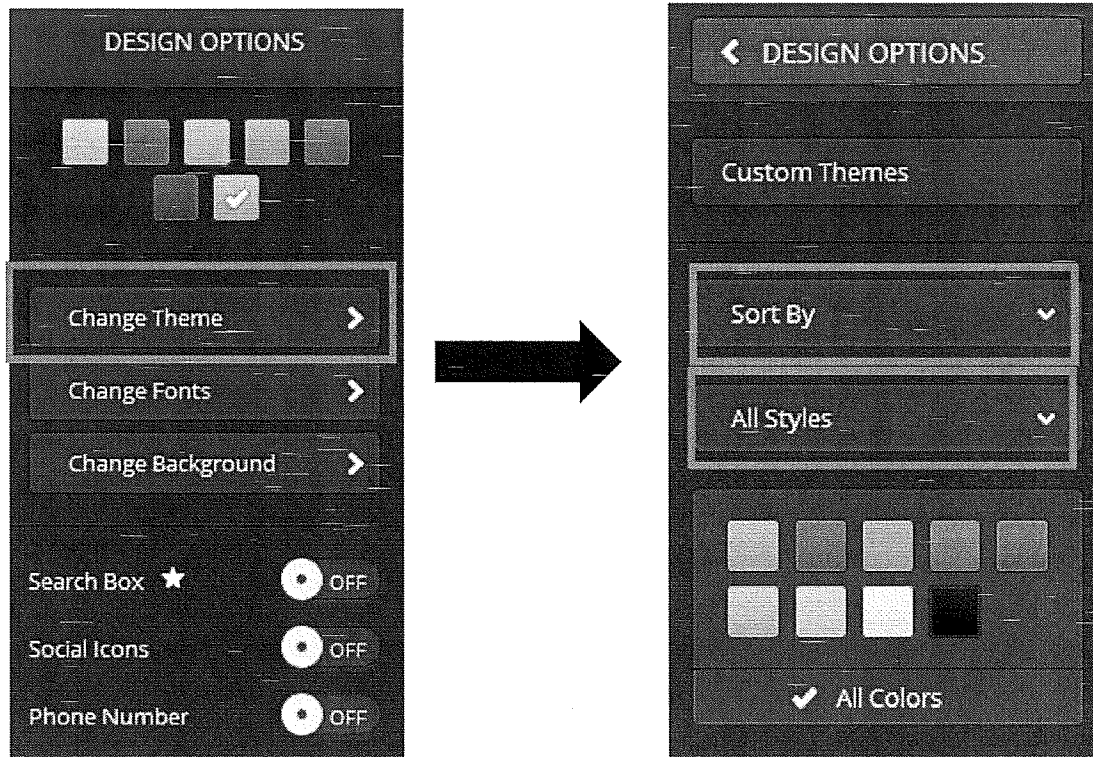 DESIGN OPTIONS
Change Theme
Change Fonts
Change Background
Search Box
OFF
Social Icons
OFF
Phone Number
OFF
DESIGN OPTIONS
Custom Themes
Sort By
All Styles
All Colors